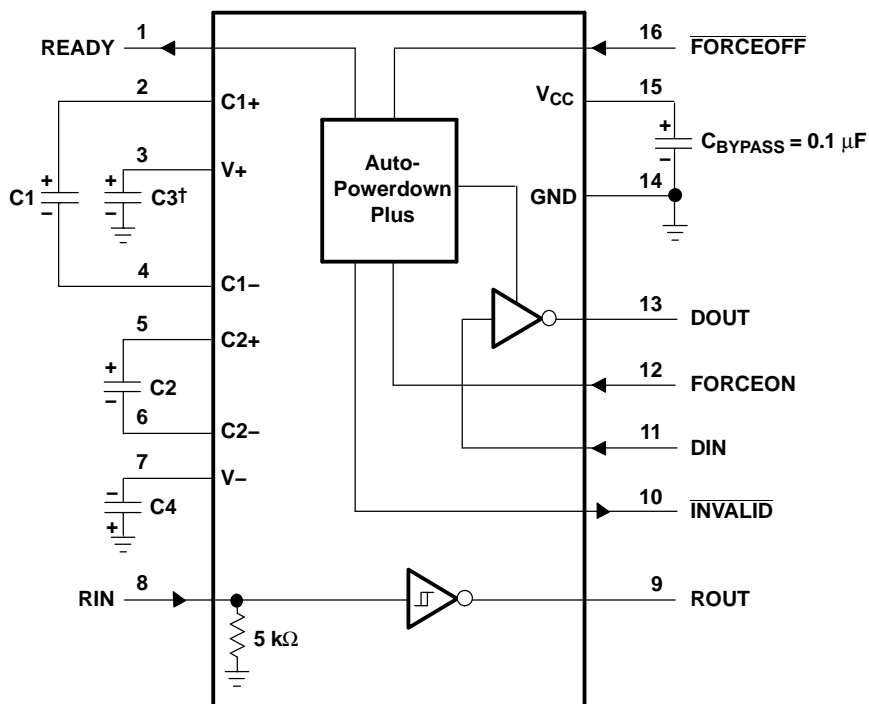 READY 1
16 FORCEOFF
2 C1+
VCC 15
+
−
CBYPASS = 0.1 μF
3 V+
C1 + −
+ − C3†
Auto-
Powerdown
Plus
GND 14
4 C1−
5 C2+
13 DOUT
+ − C2
12 FORCEON
6 C2−
11 DIN
7 V−
− + C4
10 INVALID
RIN 8
9 ROUT
5 kΩ